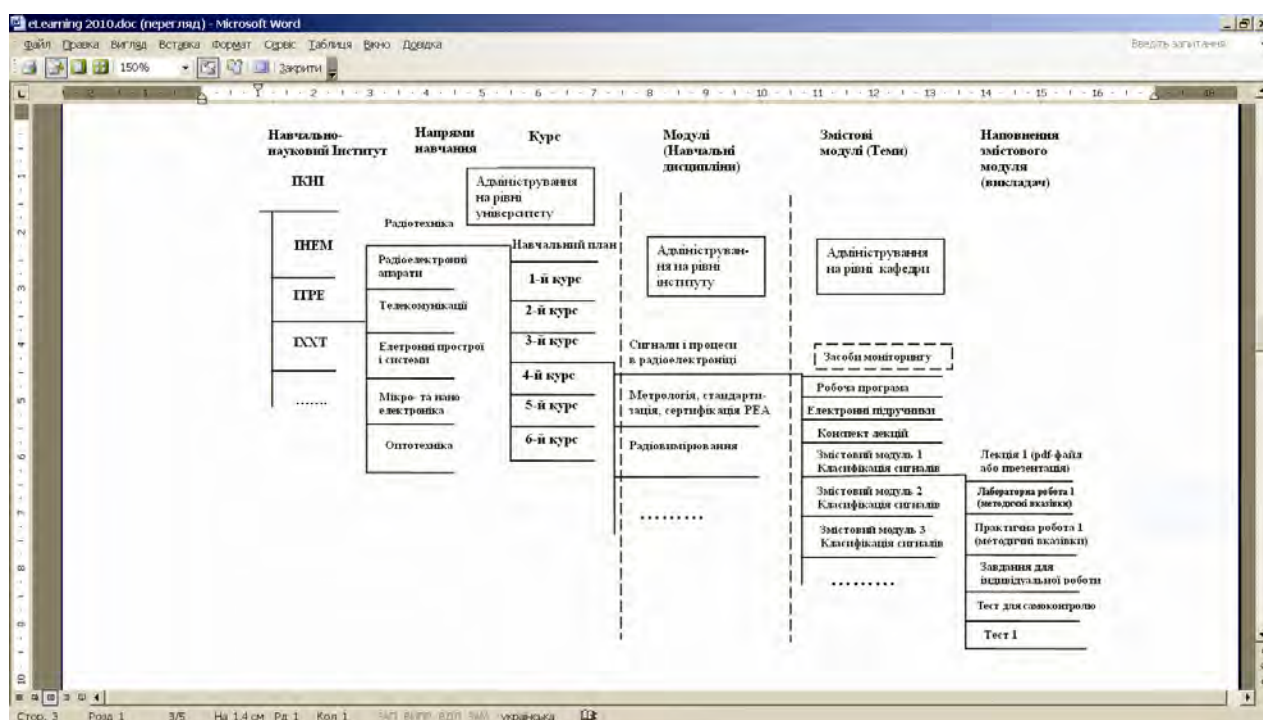 eLearning 2010.doc (перегляд) - Microsoft Word
Файл Правка Вигляд Вставка Формат Сервіс Таблиця Вікно Довідка
Введіть запитання
150%
Закрити
Навчально-
науковий Інститут
Напрями
навчання
Курс
Модулі
(Навчальні
дисципліни)
Змістові
модулі (Теми)
Наповнення
змістового
модуля
(викладач)
ІКНІ
ІНЕМ
ІТРЕ
ІХХТ
.......
Адміністрування
на рівні
університету
Радіотехніка
Радіоелектронні
апарати
Телекомунікації
Елетронні прострої
і системи
Мікро- та нано
електроніка
Оптотехніка
Навчальний план
1-й курс
2-й курс
3-й курс
4-й курс
5-й курс
6-й курс
Адмініструван-
ня на рівні
інституту
Сигнали і процеси
в радіоелектроніці
Метрологія, стандарти-
зація, сертифікація РЕА
Радіовимірювання
.........
Адміністрування
на рівні кафедри
Засоби моніторингу
Робоча програма
Електронні підручники
Конспект лекцій
Змістовий модуль 1
Класифікація сигналів
Змістовий модуль 2
Класифікація сигналів
Змістовий модуль 3
Класифікація сигналів
.........
Лекція 1 (pdf-файл
або презентація)
Лабораторна робота 1
(методичні вказівки)
Практична робота 1
(методичні вказівки)
Завдання для
індивідуальної роботи
Тест для самоконтролю
Тест 1
Стор. 3 Розд 1 3/5 На 1,4 см Рд 1 Кол 1 українська